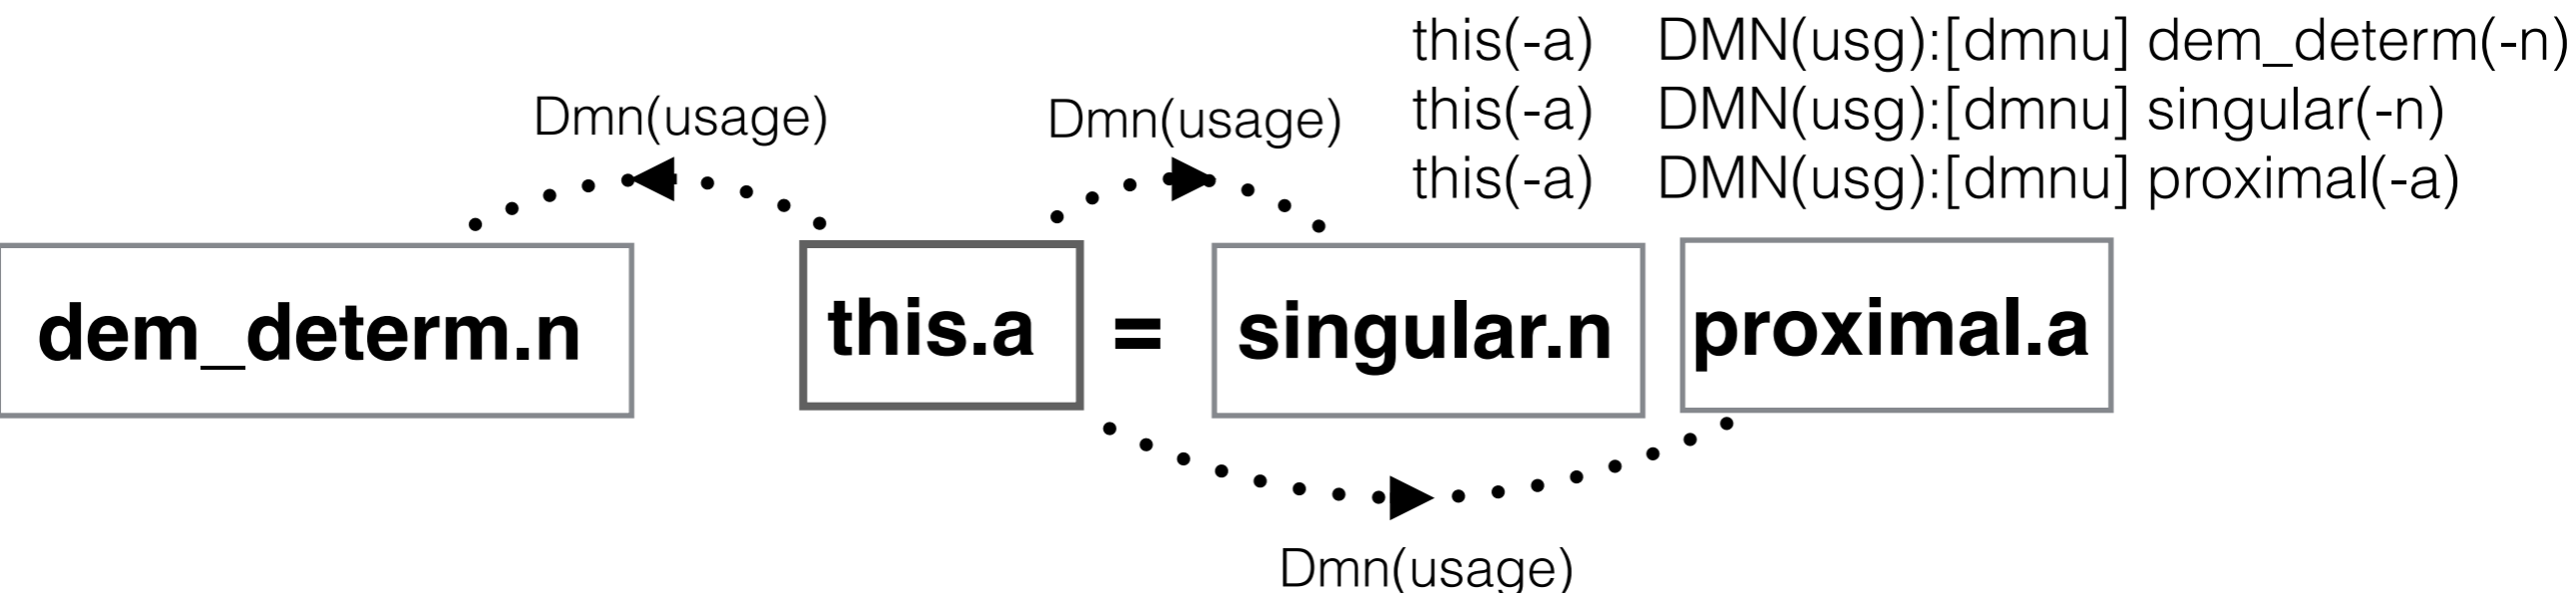 this(-a) DMN(usg):[dmnu] dem_determ(-n)
this(-a) DMN(usg):[dmnu] singular(-n)
this(-a) DMN(usg):[dmnu] proximal(-a)
Dmn(usage) Dmn(usage)
dem_determ.n this.a = singular.n proximal.a
Dmn(usage)